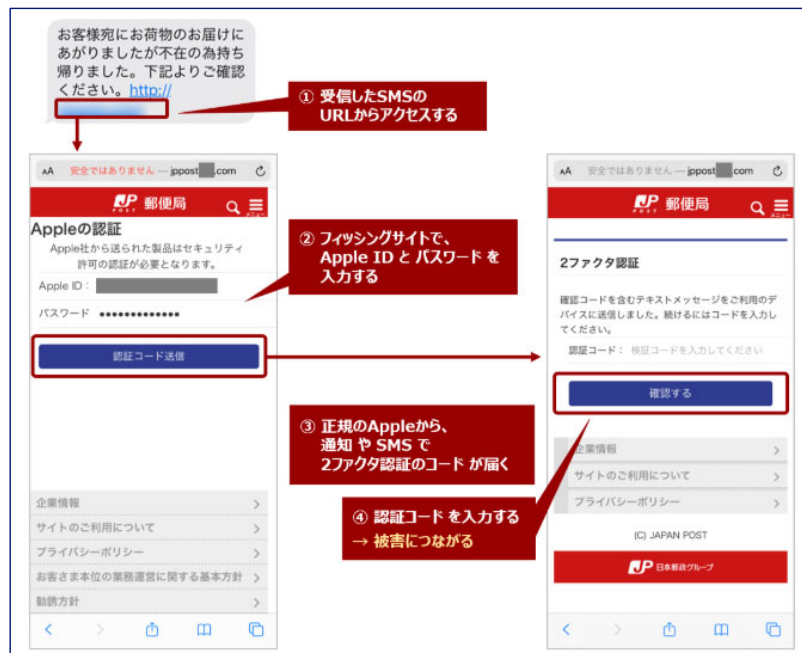 お客様宛にお荷物のお届けに
あがりましたが不在の為持ち
帰りました。下記よりご確認
ください。http://
① 受信したSMSの
URLからアクセスする
AA 安全ではありません — jppost .com
JP POST 郵便局
メニュー
Appleの認証
Apple社から送られた製品はセキュリティ
許可の認証が必要となります。
Apple ID：
パスワード •••••••••••••
認証コード送信
② フィッシングサイトで、
Apple ID と パスワード を
入力する
③ 正規のAppleから、
通知 や SMS で
2ファクタ認証のコード が届く
企業情報
サイトのご利用について
プライバシーポリシー
お客さま本位の業務運営に関する基本方針
勧誘方針
AA 安全ではありません — jppost .com
JP POST 郵便局
メニュー
2ファクタ認証
確認コードを含むテキストメッセージをご利用のデ
バイスに送信しました。続けるにはコードを入力し
てください。
認証コード： 検証コードを入力してください
確認する
④ 認証コード を入力する
→ 被害につながる
企業情報
サイトのご利用について
プライバシーポリシー
(C) JAPAN POST
JP 日本郵政グループ